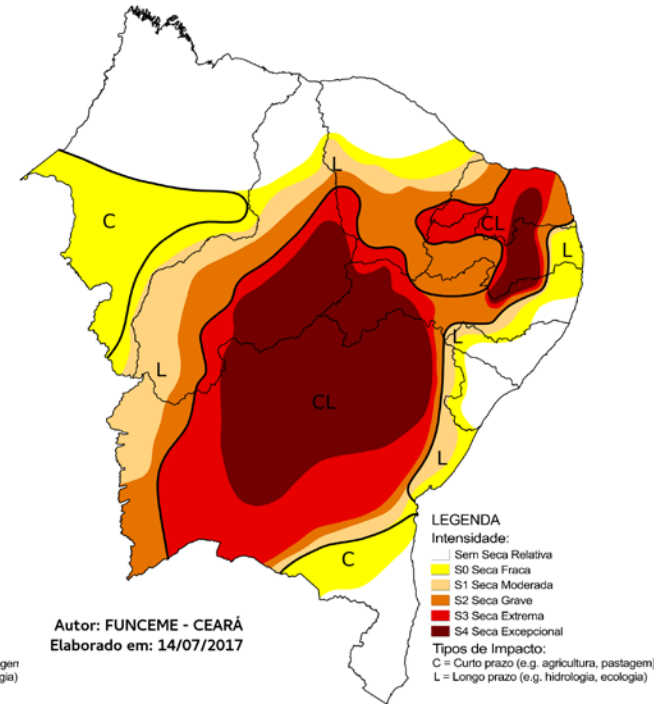 L
C
CL
L
L
L
CL
L
C
LEGENDA
Intensidade:
Sem Seca Relativa
S0 Seca Fraca
S1 Seca Moderada
S2 Seca Grave
S3 Seca Extrema
S4 Seca Excepcional
Tipos de Impacto:
C = Curto prazo (e.g. agricultura, pastagem)
L = Longo prazo (e.g. hidrologia, ecologia)
Autor: FUNCEME - CEARÁ
Elaborado em: 14/07/2017